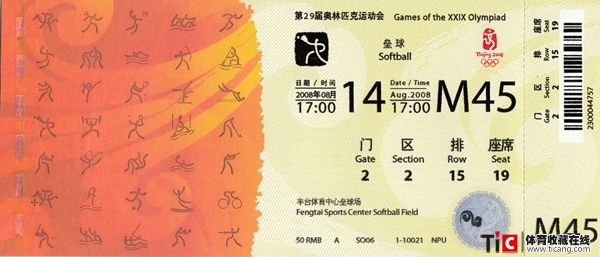 第29届奥林匹克运动会 Games of the XXIX Olympiad
垒球
Softball
Beijing 2008
日期/时间 Date / Time
2008年08月 14 Aug.2008 M45
17:00 17:00
门 区 排 座席
Gate Section Row Seat
2 2 15 19
丰台体育中心垒球场
Fengtai Sports Center Softball Field
50 RMB A SO06 1-10021 NPU
座席 19
Seat
排 15
Row
区 2
Section
门 2
Gate
2300044757
M45
TiC 体育收藏在线
www.ticang.com